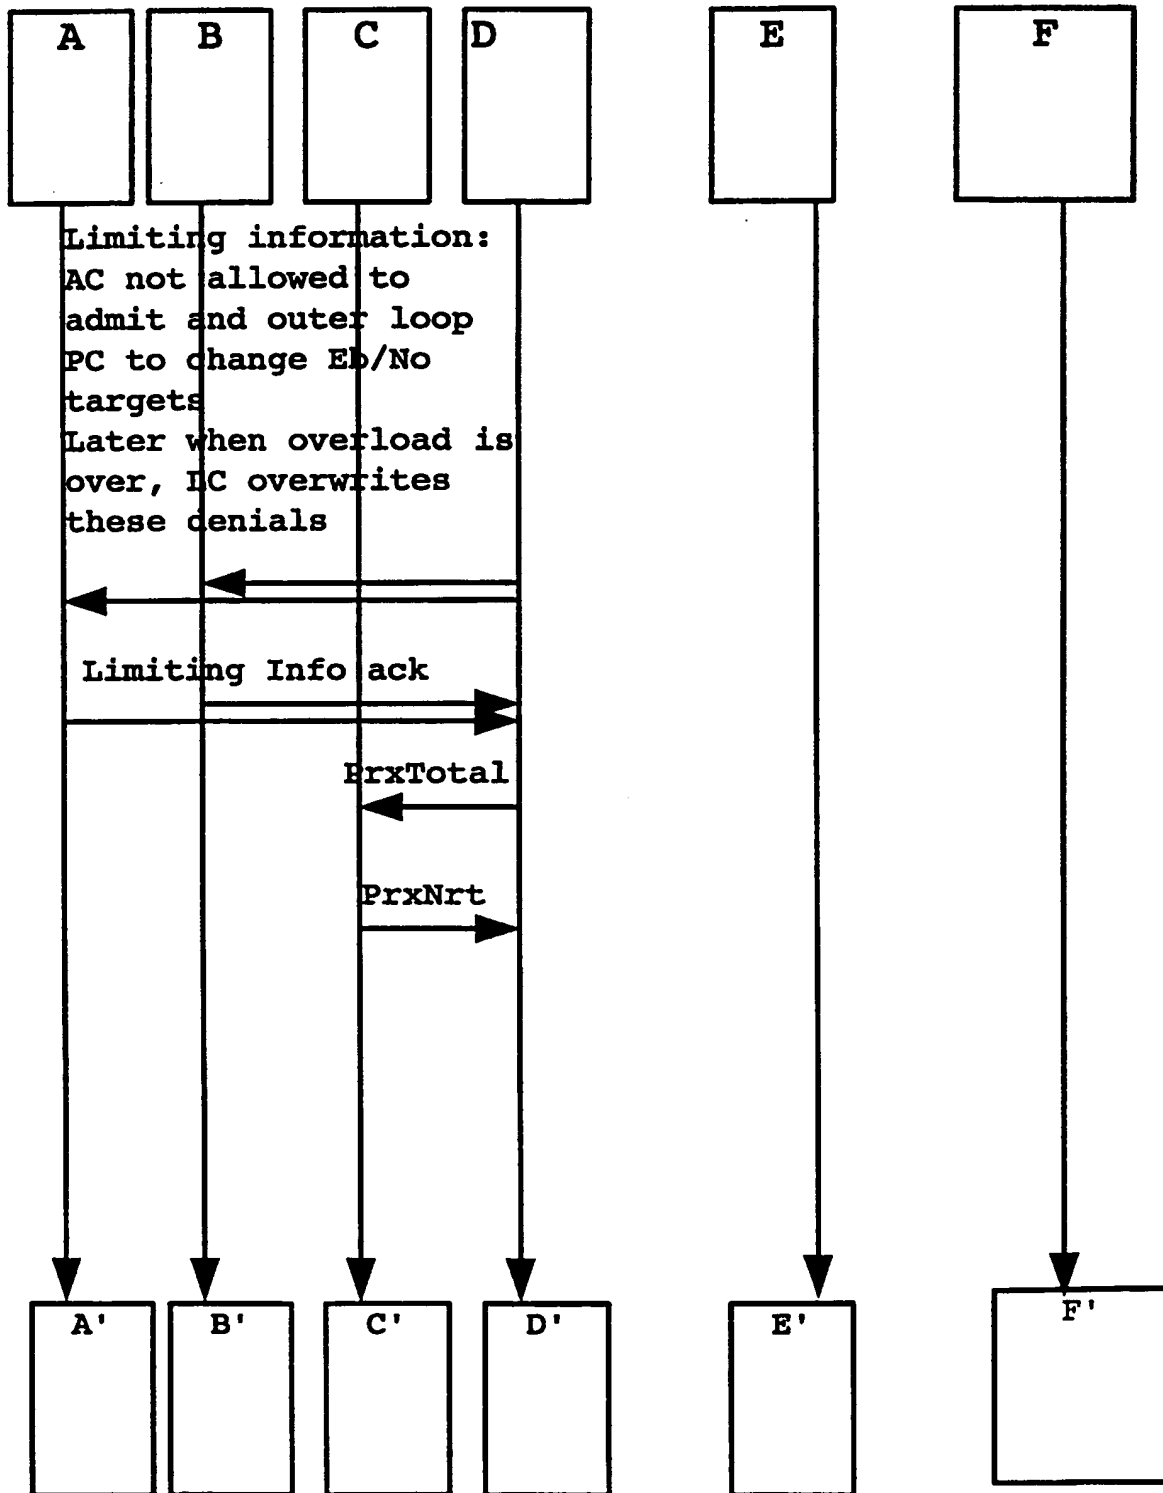 A B C D E F
Limiting information:
AC not allowed to
admit and outer loop
PC to change Eb/No
targets
Later when overload is
over, LC overwrites
these denials
Limiting Info ack
PrxTotal
PrxNrt
A' B' C' D' E' F'